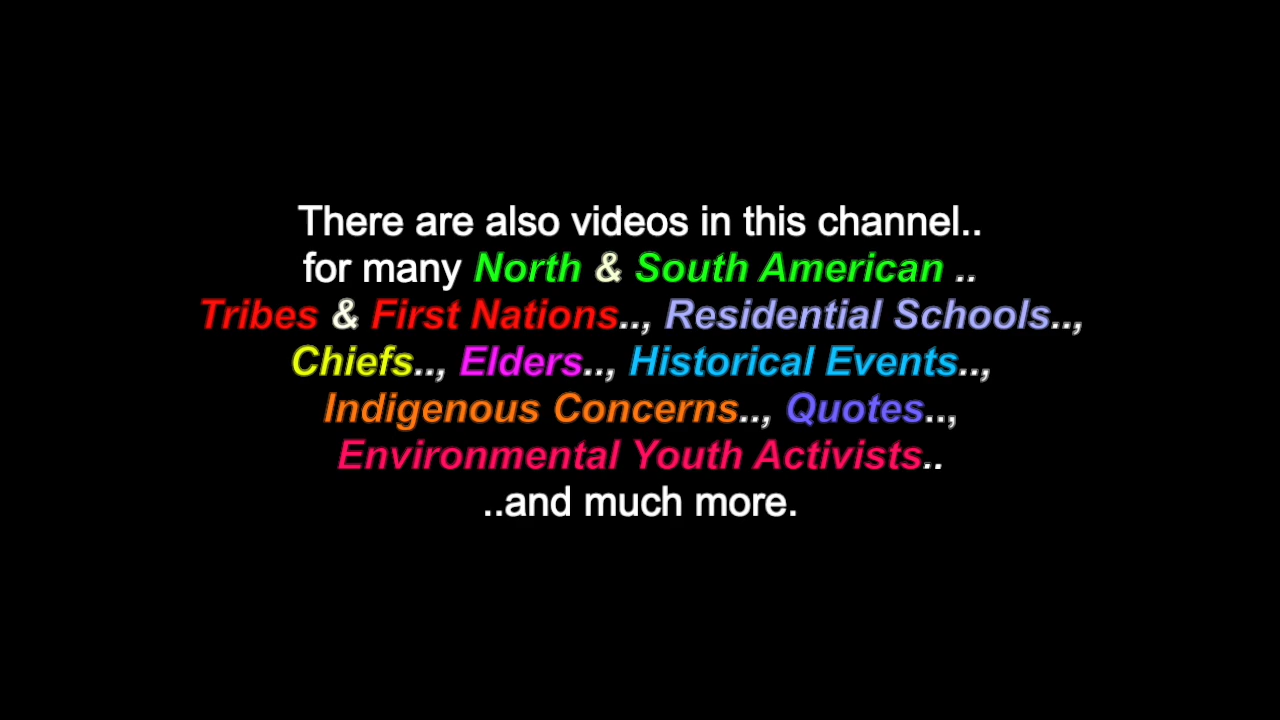 There are also videos in this channel..
for many North & South American ..
Tribes & First Nations.., Residential Schools..,
Chiefs.., Elders.., Historical Events..,
Indigenous Concerns.., Quotes..,
Environmental Youth Activists..
..and much more.